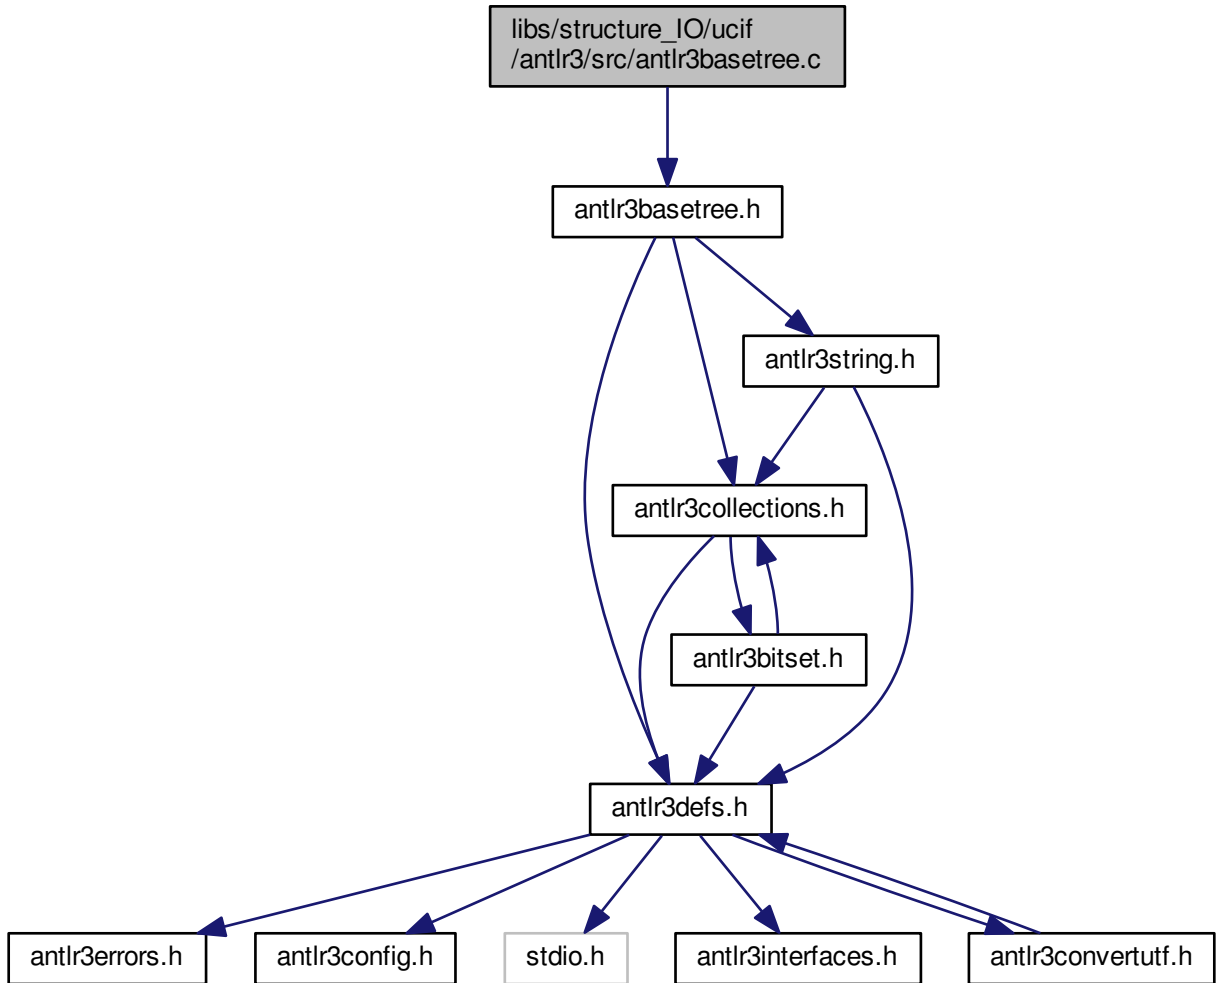 libs/structure_IO/ucif
/antlr3/src/antlr3basetree.c
antlr3basetree.h
antlr3string.h
antlr3collections.h
antlr3bitset.h
antlr3defs.h
antlr3errors.h
antlr3config.h
stdio.h
antlr3interfaces.h
antlr3convertutf.h